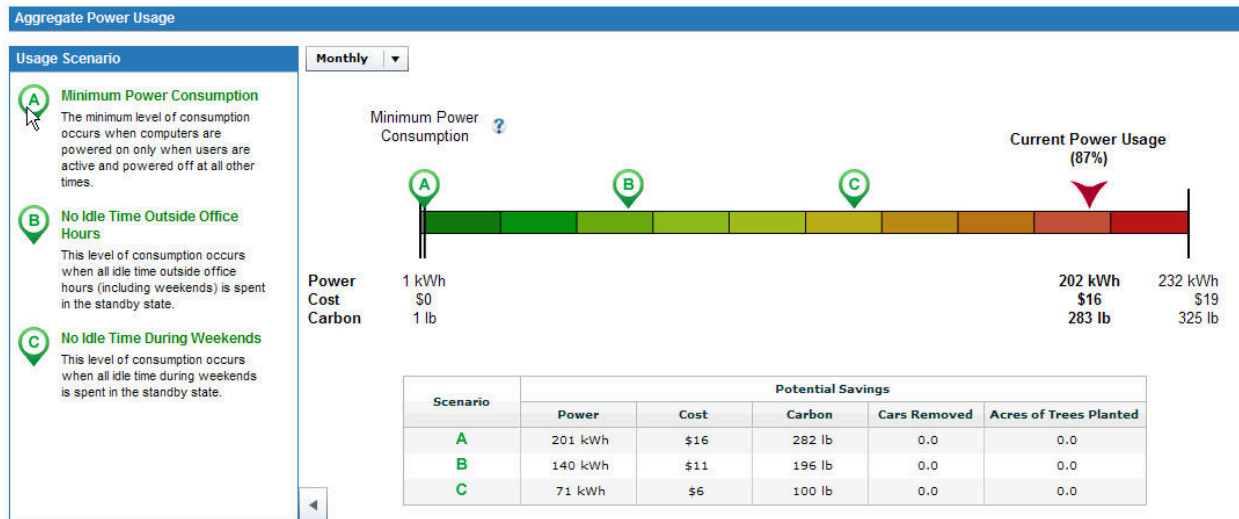 Aggregate Power Usage
Usage Scenario
A
Minimum Power Consumption
The minimum level of consumption
occurs when computers are
powered on only when users are
active and powered off at all other
times.
B
No Idle Time Outside Office
Hours
This level of consumption occurs
when all idle time outside office
hours (including weekends) is spent
in the standby state.
C
No Idle Time During Weekends
This level of consumption occurs
when all idle time during weekends
is spent in the standby state.
Monthly
Minimum Power
Consumption
?
Current Power Usage
(87%)
A B C
Power 1 kWh 202 kWh 232 kWh
Cost $0 $16 $19
Carbon 1 lb 283 lb 325 lb
Scenario Potential Savings
Power Cost Carbon Cars Removed Acres of Trees Planted
A 201 kWh $16 282 lb 0.0 0.0
B 140 kWh $11 196 lb 0.0 0.0
C 71 kWh $6 100 lb 0.0 0.0